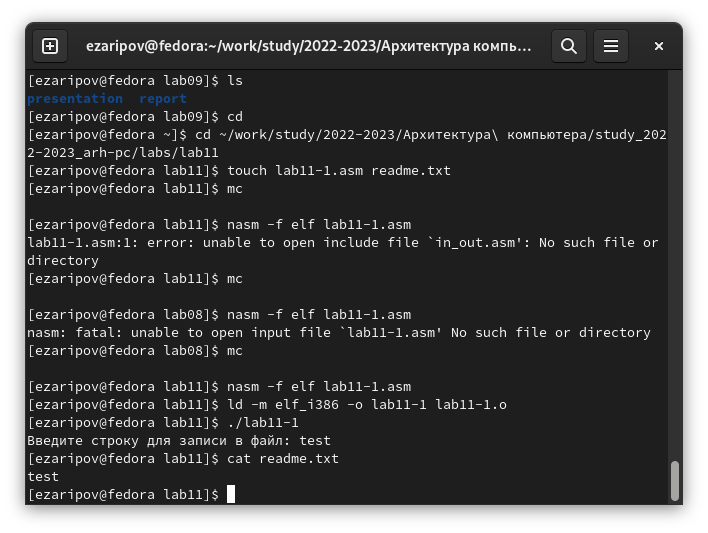 ezaripov@fedora:~/work/study/2022-2023/Архитектура компь...
[ezaripov@fedora lab09]$ ls
presentation  report
[ezaripov@fedora lab09]$ cd
[ezaripov@fedora ~]$ cd ~/work/study/2022-2023/Архитектура\ компьютера/study_202
2-2023_arh-pc/labs/lab11
[ezaripov@fedora lab11]$ touch lab11-1.asm readme.txt
[ezaripov@fedora lab11]$ mc
[ezaripov@fedora lab11]$ nasm -f elf lab11-1.asm
lab11-1.asm:1: error: unable to open include file `in_out.asm': No such file or
directory
[ezaripov@fedora lab11]$ mc
[ezaripov@fedora lab08]$ nasm -f elf lab11-1.asm
nasm: fatal: unable to open input file `lab11-1.asm' No such file or directory
[ezaripov@fedora lab08]$ mc
[ezaripov@fedora lab11]$ nasm -f elf lab11-1.asm
[ezaripov@fedora lab11]$ ld -m elf_i386 -o lab11-1 lab11-1.o
[ezaripov@fedora lab11]$ ./lab11-1
Введите строку для записи в файл: test
[ezaripov@fedora lab11]$ cat readme.txt
test
[ezaripov@fedora lab11]$